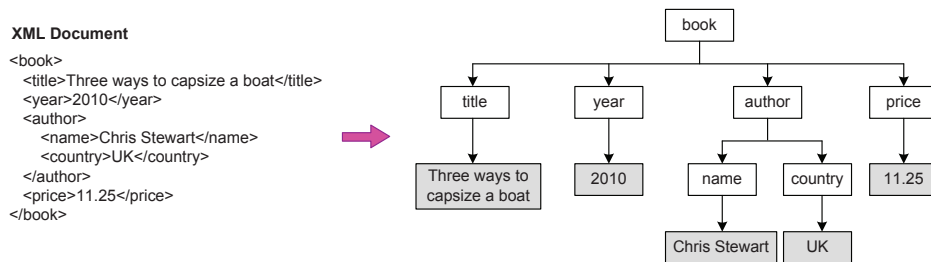 XML Document
<book>
<title>Three ways to capsize a boat</title>
<year>2010</year>
<author>
<name>Chris Stewart</name>
<country>UK</country>
</author>
<price>11.25</price>
</book>
book
title
year
author
price
Three ways to
capsize a boat
2010
name
country
11.25
Chris Stewart
UK